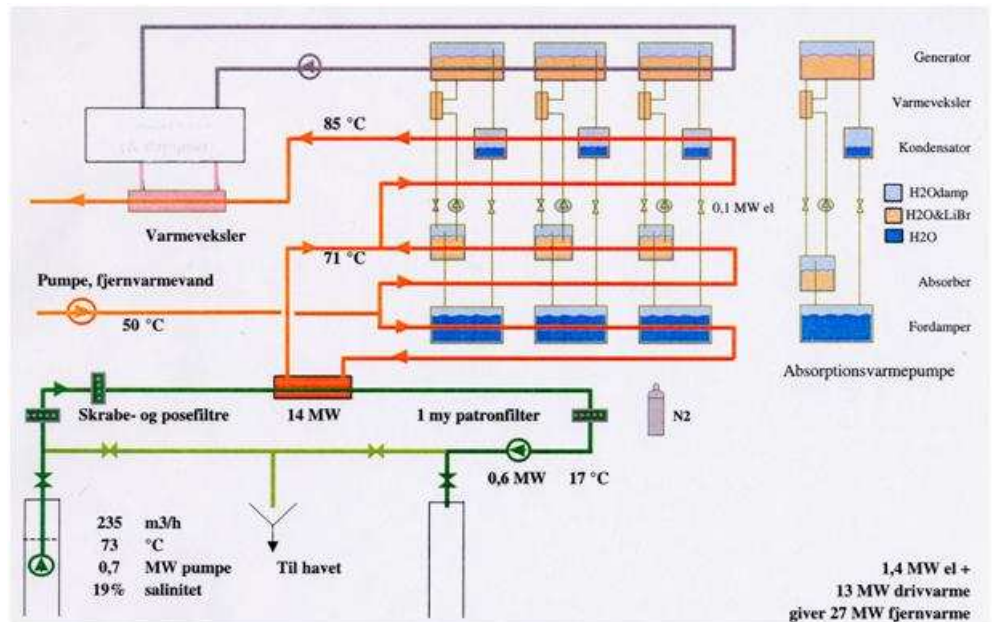 Generator
Varmeveksler
Kondensator
H2Odamp
H2O&LiBr
H2O
Absorber
Fordamper
Absorptionsvarmepumpe
85 °C
0,1 MW el
Varmeveksler
71 °C
Pumpe, fjernvarmevand
50 °C
Skrabe- og posefiltre
14 MW
1 my patronfilter
N2
0,6 MW
17 °C
235 m3/h
73 °C
0,7 MW pumpe
19% salinitet
Til havet
1,4 MW el +
13 MW drivvarme
giver 27 MW fjernvarme